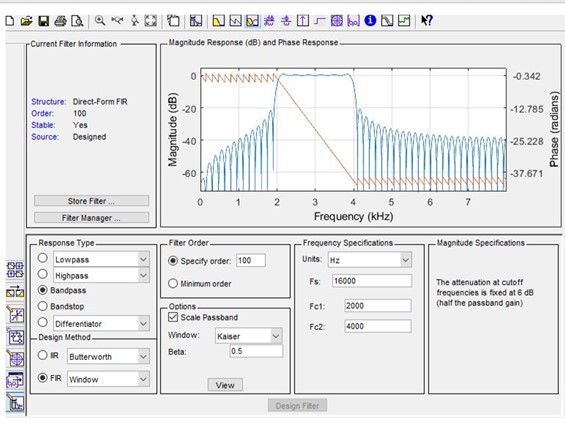 Current Filter Information
Structure: Direct-Form FIR
Order: 100
Stable: Yes
Source: Designed
Store Filter ...
Filter Manager ...
Magnitude Response (dB) and Phase Response
0
-20
-40
-60
Magnitude (dB)
-0.342
-12.785
-25.228
-37.671
Phase (radians)
0 1 2 3 4 5 6 7
Frequency (kHz)
Response Type
Lowpass
Highpass
Bandpass
Bandstop
Differentiator
Design Method
IIR Butterworth
FIR Window
Filter Order
Specify order: 100
Minimum order
Options
Scale Passband
Window: Kaiser
Beta: 0.5
View
Frequency Specifications
Units: Hz
Fs: 16000
Fc1: 2000
Fc2: 4000
Magnitude Specifications
The attenuation at cutoff
frequencies is fixed at 6 dB
(half the passband gain)
Design Filter